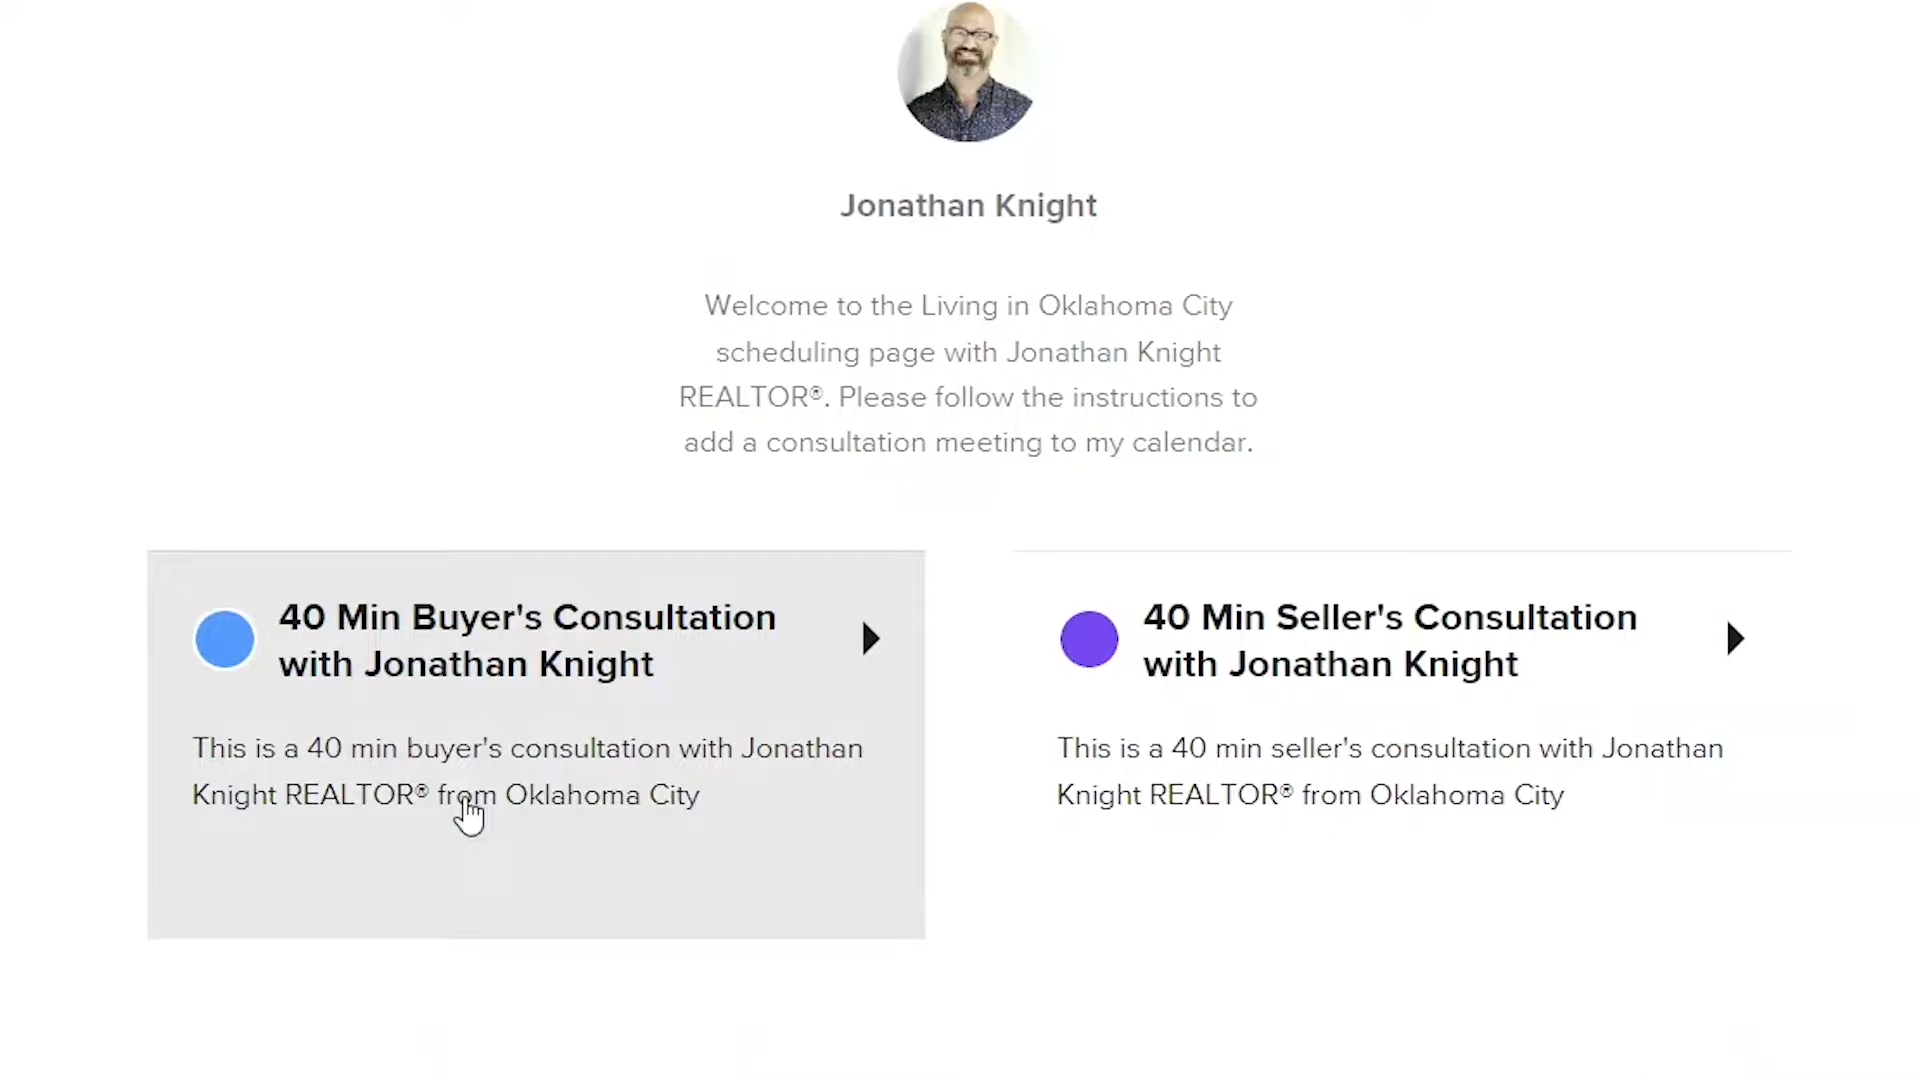 Jonathan Knight
Welcome to the Living in Oklahoma City
scheduling page with Jonathan Knight
REALTOR®. Please follow the instructions to
add a consultation meeting to my calendar.
40 Min Buyer's Consultation
with Jonathan Knight
This is a 40 min buyer's consultation with Jonathan
Knight REALTOR® from Oklahoma City
40 Min Seller's Consultation
with Jonathan Knight
This is a 40 min seller's consultation with Jonathan
Knight REALTOR® from Oklahoma City